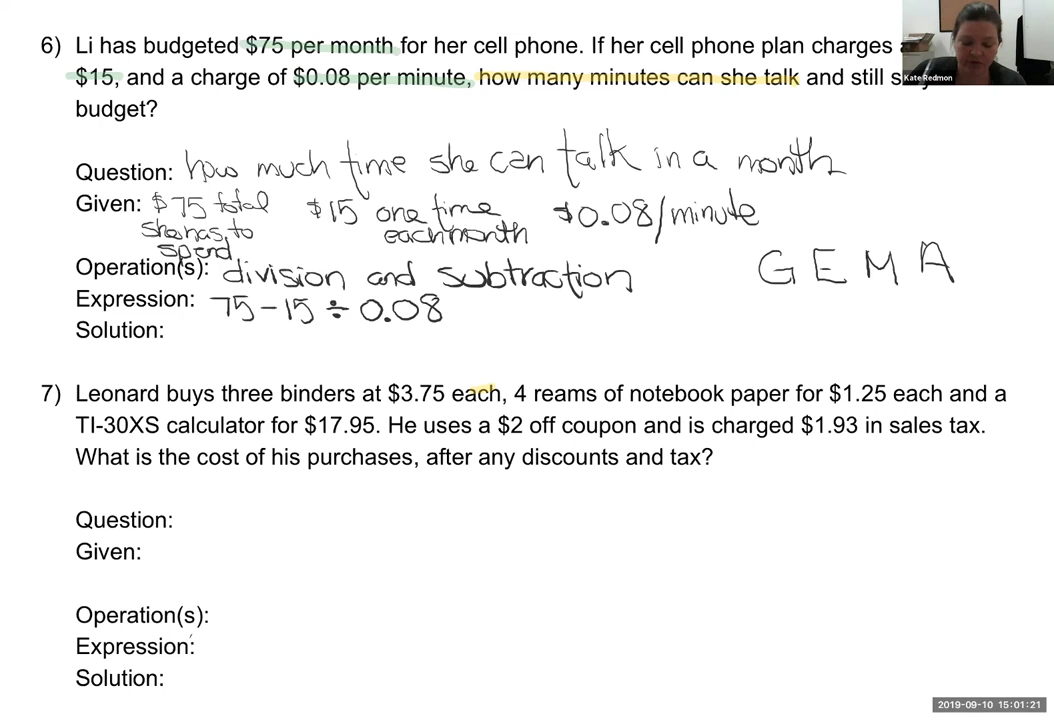 6) Li has budgeted $75 per month for her cell phone. If her cell phone plan charges
$15, and a charge of $0.08 per minute, how many minutes can she talk and still
budget?
Kate Redmon
Question: how much time she can talk in a month
Given: $75 total $15 one time $0.08/minute
she has to each month
spend
Operation(s): division and subtraction
GEMA
Expression: 75 - 15 ÷ 0.08
Solution:
7) Leonard buys three binders at $3.75 each, 4 reams of notebook paper for $1.25 each and a
TI-30XS calculator for $17.95. He uses a $2 off coupon and is charged $1.93 in sales tax.
What is the cost of his purchases, after any discounts and tax?
Question:
Given:
Operation(s):
Expression:
Solution:
2019-09-10 15:01:21